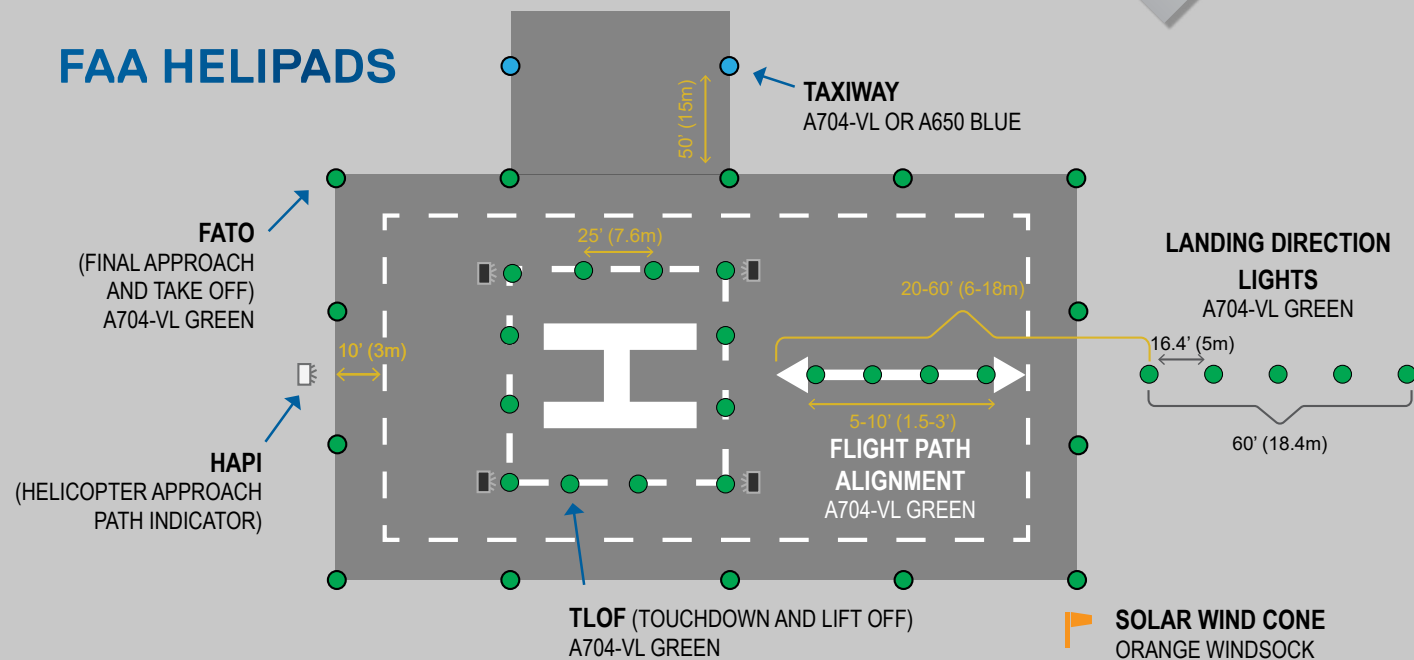 FAA HELIPADS
TAXIWAY
A704-VL OR A650 BLUE
50' (15m)
FATO
(FINAL APPROACH
AND TAKE OFF)
A704-VL GREEN
25' (7.6m)
10' (3m)
HAPI
(HELICOPTER APPROACH
PATH INDICATOR)
H
20-60' (6-18m)
5-10' (1.5-3')
FLIGHT PATH
ALIGNMENT
A704-VL GREEN
LANDING DIRECTION
LIGHTS
A704-VL GREEN
16.4' (5m)
60' (18.4m)
TLOF (TOUCHDOWN AND LIFT OFF)
A704-VL GREEN
SOLAR WIND CONE
ORANGE WINDSOCK